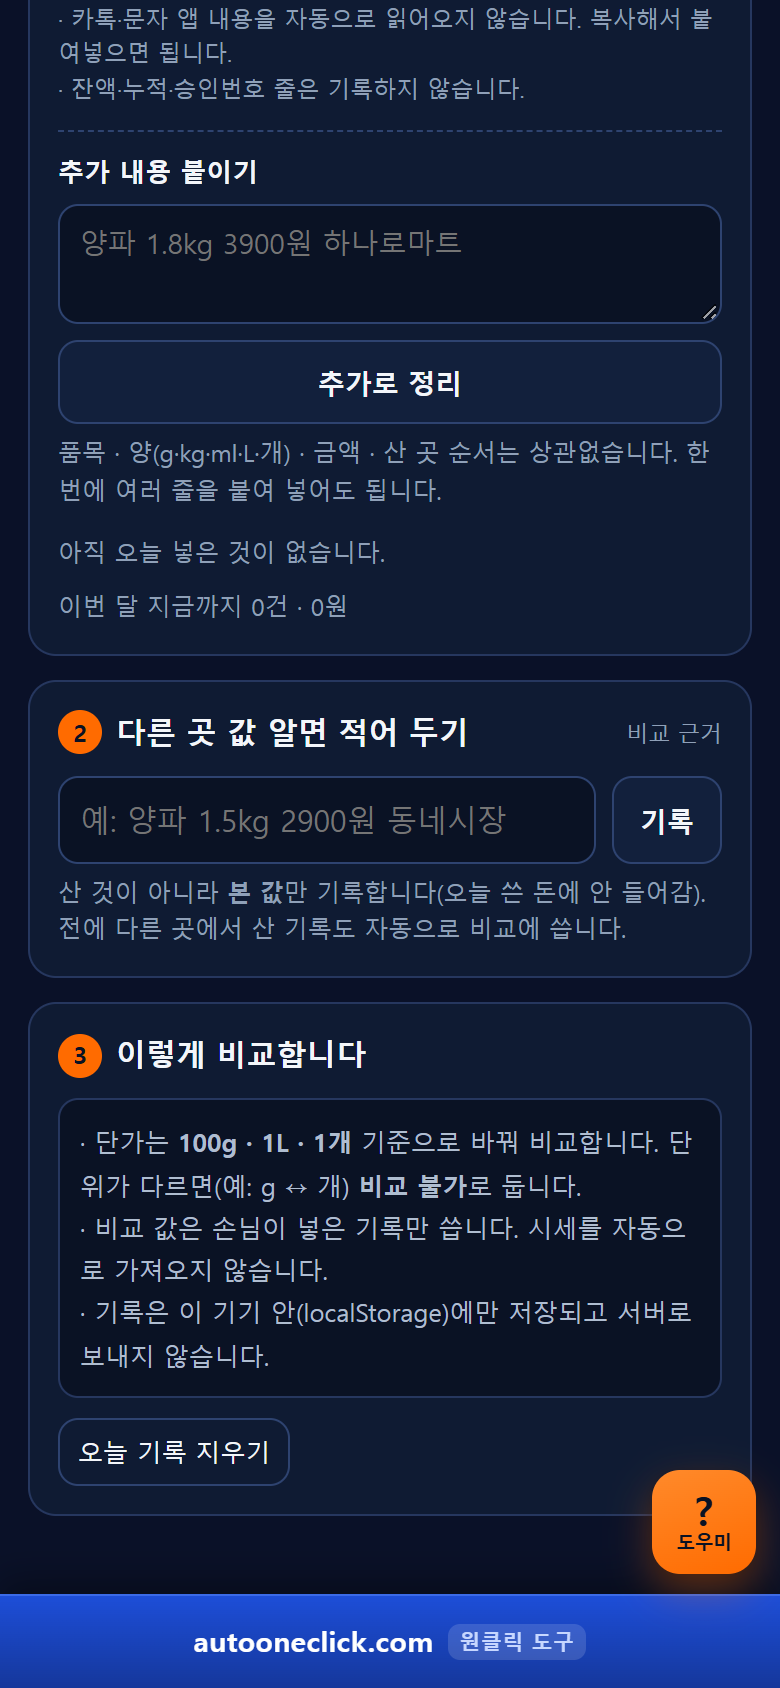 · 카톡·문자 앱 내용을 자동으로 읽어오지 않습니다. 복사해서 붙
여넣으면 됩니다.
· 잔액·누적·승인번호 줄은 기록하지 않습니다.
추가 내용 붙이기
양파 1.8kg 3900원 하나로마트
추가로 정리
품목 · 양(g·kg·ml·L·개) · 금액 · 산 곳 순서는 상관없습니다. 한
번에 여러 줄을 붙여 넣어도 됩니다.
아직 오늘 넣은 것이 없습니다.
이번 달 지금까지 0건 · 0원
2 다른 곳 값 알면 적어 두기 비교 근거
예: 양파 1.5kg 2900원 동네시장 기록
산 것이 아니라 본 값만 기록합니다(오늘 쓴 돈에 안 들어감).
전에 다른 곳에서 산 기록도 자동으로 비교에 씁니다.
3 이렇게 비교합니다
· 단가는 100g · 1L · 1개 기준으로 바꿔 비교합니다. 단
위가 다르면(예: g ↔ 개) 비교 불가로 둡니다.
· 비교 값은 손님이 넣은 기록만 씁니다. 시세를 자동으
로 가져오지 않습니다.
· 기록은 이 기기 안(localStorage)에만 저장되고 서버로
보내지 않습니다.
오늘 기록 지우기
?
도우미
autooneclick.com 원클릭 도구